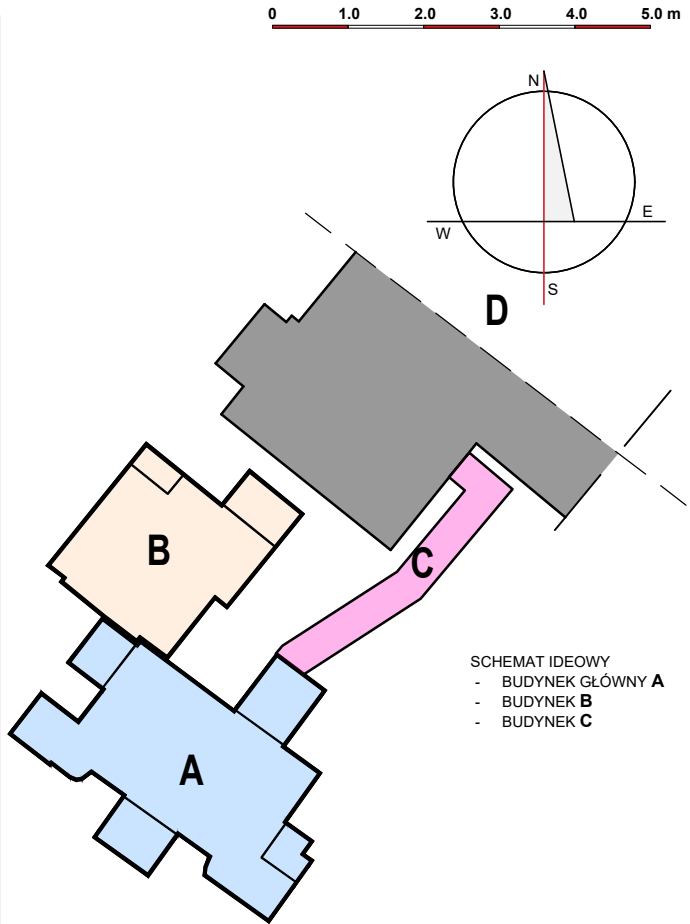 0 1.0 2.0 3.0 4.0 5.0 m
N
W E
S
D
B
C
A
SCHEMAT IDEOWY
- BUDYNEK GŁÓWNY A
- BUDYNEK B
- BUDYNEK C